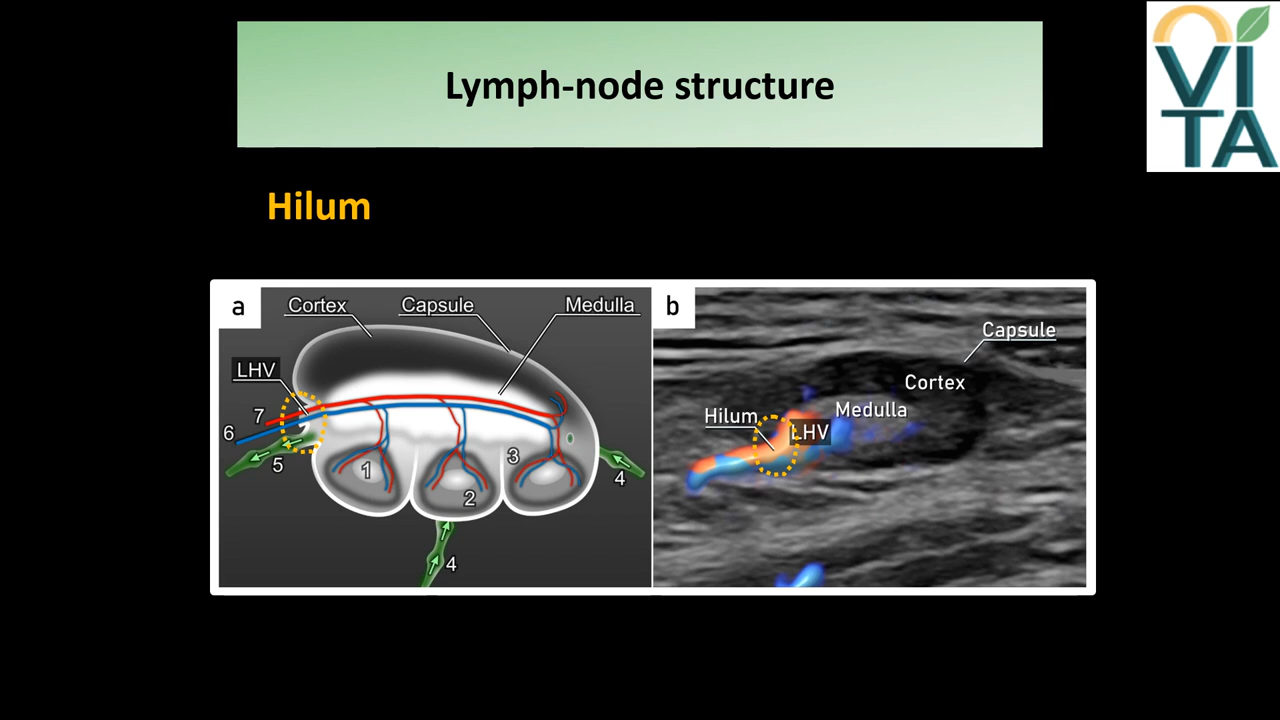 Lymph-node structure
VI
TA
Hilum
a
Cortex
Capsule
Medulla
LHV
7
6
5
1
2
3
4
4
b
Capsule
Cortex
Medulla
Hilum
LHV